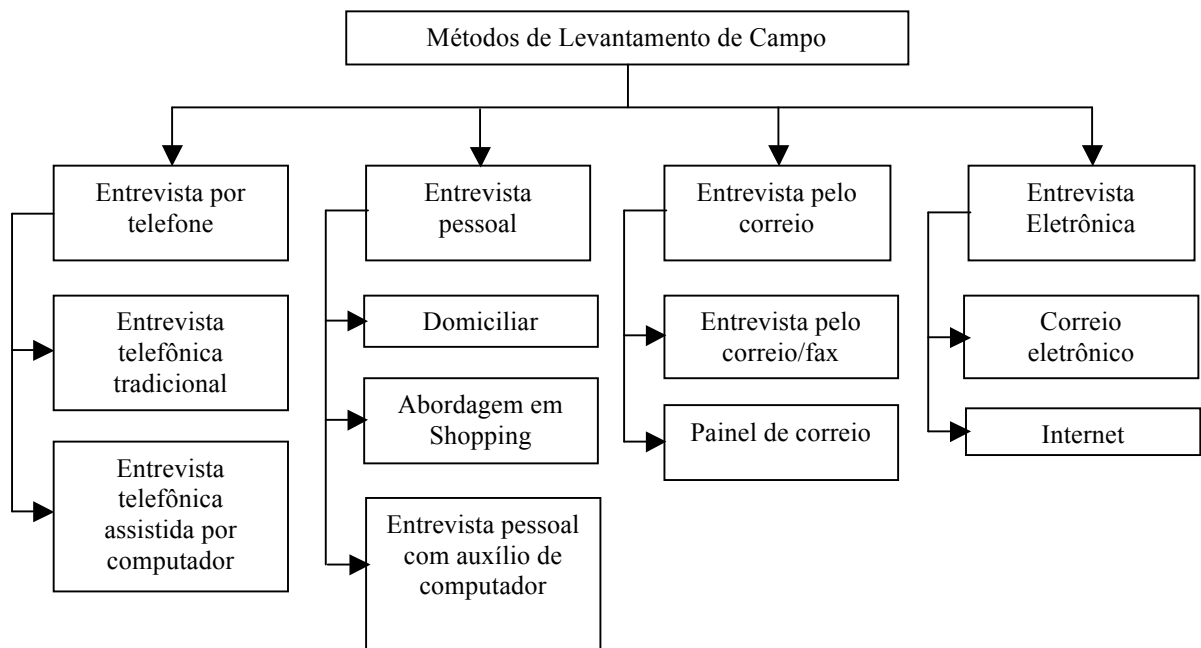 Métodos de Levantamento de Campo
Entrevista por
telefone
Entrevista
telefônica
tradicional
Entrevista
telefônica
assistida por
computador
Entrevista
pessoal
Domiciliar
Abordagem em
Shopping
Entrevista pessoal
com auxílio de
computador
Entrevista pelo
correio
Entrevista pelo
correio/fax
Painel de correio
Entrevista
Eletrônica
Correio
eletrônico
Internet